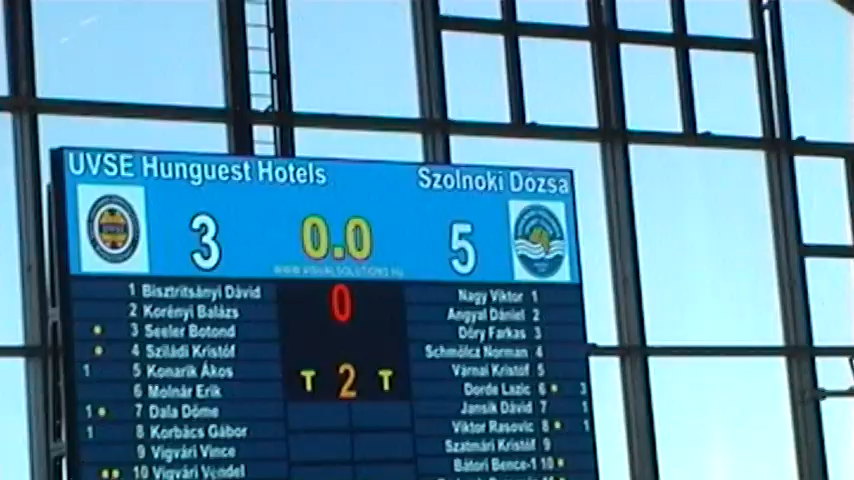 UVSE Hunguest Hotels Szolnoki Dózsa
3 0.0 5
WWW.VISUALSOLUTIONS.HU
0
T 2 T
1 Bisztritsányi Dávid
2 Korényi Balázs
3 Seeler Botond
4 Sziládi Kristóf
1 5 Konarik Ákos
6 Molnár Erik
1 7 Dala Döme
1 8 Korbács Gábor
9 Vigvári Vince
10 Vigvári Vendel
Nagy Viktor 1
Angyal Dániel 2
Dőry Farkas 3
Schmölcz Norman 4
Várnai Kristóf 5
Dorde Lazic 6 3
Jansik Dávid 7 1
Viktor Rasovic 8 1
Szatmári Kristóf 9
Bátori Bence-1 10